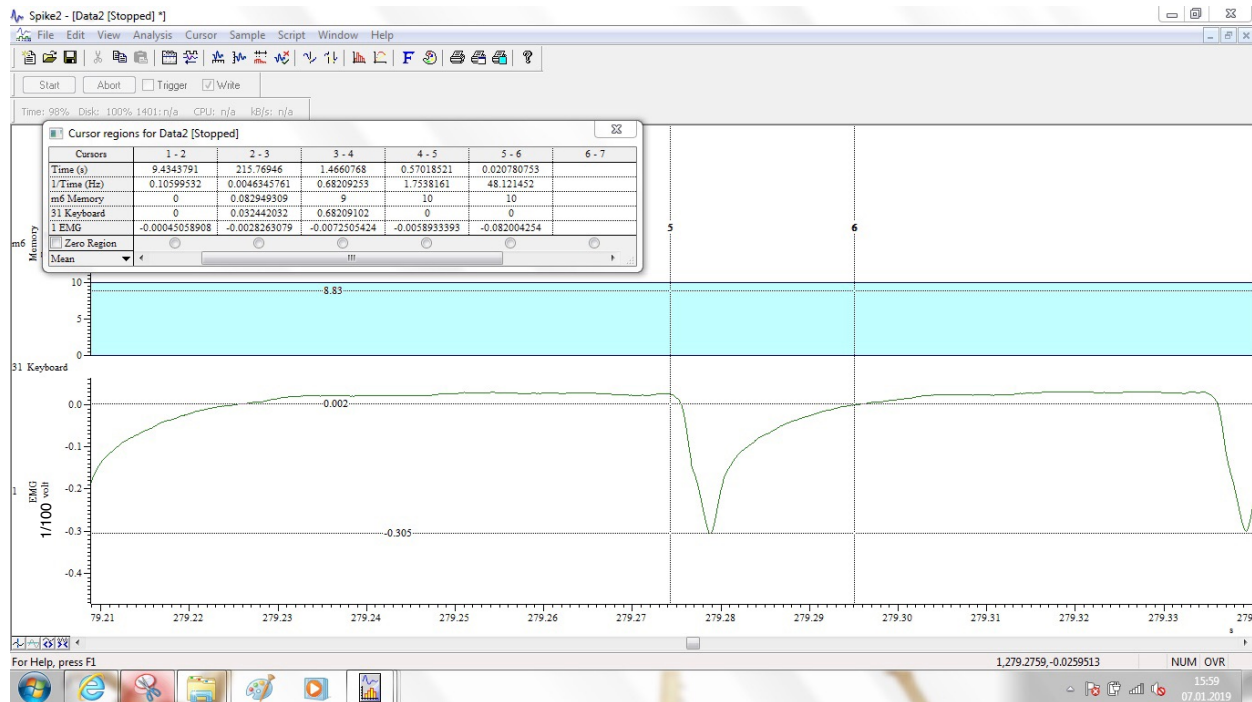 Spike2 - [Data2 [Stopped] *]
File Edit View Analysis Cursor Sample Script Window Help
Start Abort Trigger Write
Time: 98% Disk: 100% 1401: n/a CPU: n/a kB/s: n/a
Cursor regions for Data2 [Stopped]
Cursors 1 - 2 2 - 3 3 - 4 4 - 5 5 - 6 6 - 7
Time (s) 9.4343791 215.76946 1.4660768 0.57018521 0.020780753
1/Time (Hz) 0.10599532 0.0046345761 0.68209253 1.7538161 48.121452
m6 Memory 0 0.082949309 9 10 10
31 Keyboard 0 0.032442032 0.68209102 0 0
1 EMG -0.00045058908 -0.0028263079 -0.0072505424 -0.0058933393 -0.082004254
Zero Region
Mean
5 6
m6 Memory
10
8.83
5
0
31 Keyboard
0.0
0.002
-0.1
-0.2
-0.3
-0.305
-0.4
1 EMG
1/100 volt
79.21 279.22 279.23 279.24 279.25 279.26 279.27 279.28 279.29 279.30 279.31 279.32 279.33 279
s
For Help, press F1 1,279.2759,-0.0259513 NUM OVR
15:59
07.01.2019